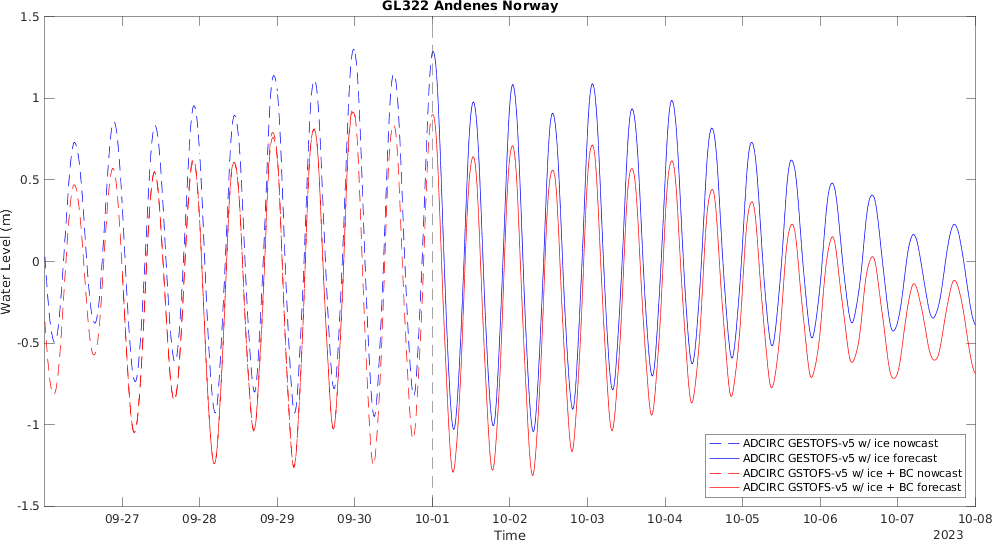 GL322 Andenes Norway
1.5
1
0.5
0
-0.5
-1
-1.5
Water Level (m)
09-27 09-28 09-29 09-30 10-01 10-02 10-03 10-04 10-05 10-06 10-07 10-08
Time
2023
ADCIRC GESTOFS-v5 w/ ice nowcast
ADCIRC GESTOFS-v5 w/ ice forecast
ADCIRC GSTOFS-v5 w/ ice + BC nowcast
ADCIRC GSTOFS-v5 w/ ice + BC forecast